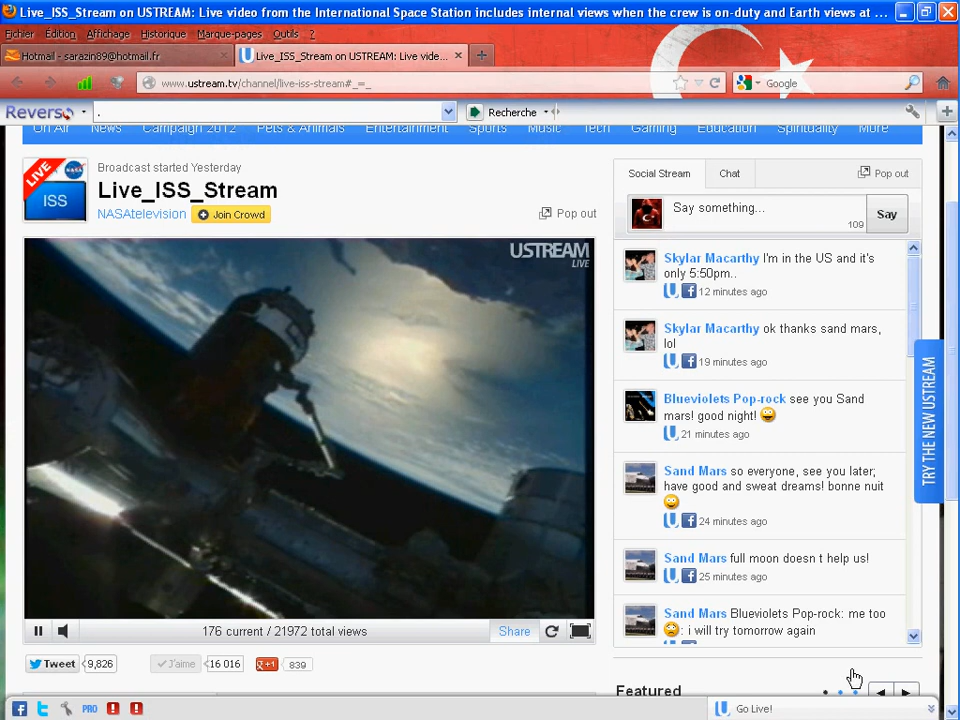 Live_ISS_Stream on USTREAM: Live video from the International Space Station includes internal views when the crew is on-duty and Earth views at ...
Fichier Édition Affichage Historique Marque-pages Outils ?
Hotmail - sarazin89@hotmail.fr
Live_ISS_Stream on USTREAM: Live vide...
www.ustream.tv/channel/live-iss-stream#_=_
Google
Reverso
.
Recherche
On Air News Campaign 2012 Pets & Animals Entertainment Sports Music Tech Gaming Education Spirituality More
LIVE
NASA
ISS
Broadcast started Yesterday
Live_ISS_Stream
NASAtelevision Join Crowd
Pop out
USTREAM
LIVE
176 current / 21972 total views
Share
Tweet 9,826
J'aime 16 016
+1 839
Social Stream Chat Pop out
Say something...
109
Say
Skylar Macarthy I'm in the US and it's
only 5:50pm..
12 minutes ago
Skylar Macarthy ok thanks sand mars,
lol
19 minutes ago
Blueviolets Pop-rock see you Sand
mars! good night!
21 minutes ago
Sand Mars so everyone, see you later;
have good and sweat dreams! bonne nuit
24 minutes ago
Sand Mars full moon doesn t help us!
25 minutes ago
Sand Mars Blueviolets Pop-rock: me too
: i will try tomorrow again
TRY THE NEW USTREAM
Featured
PRO
Go Live!